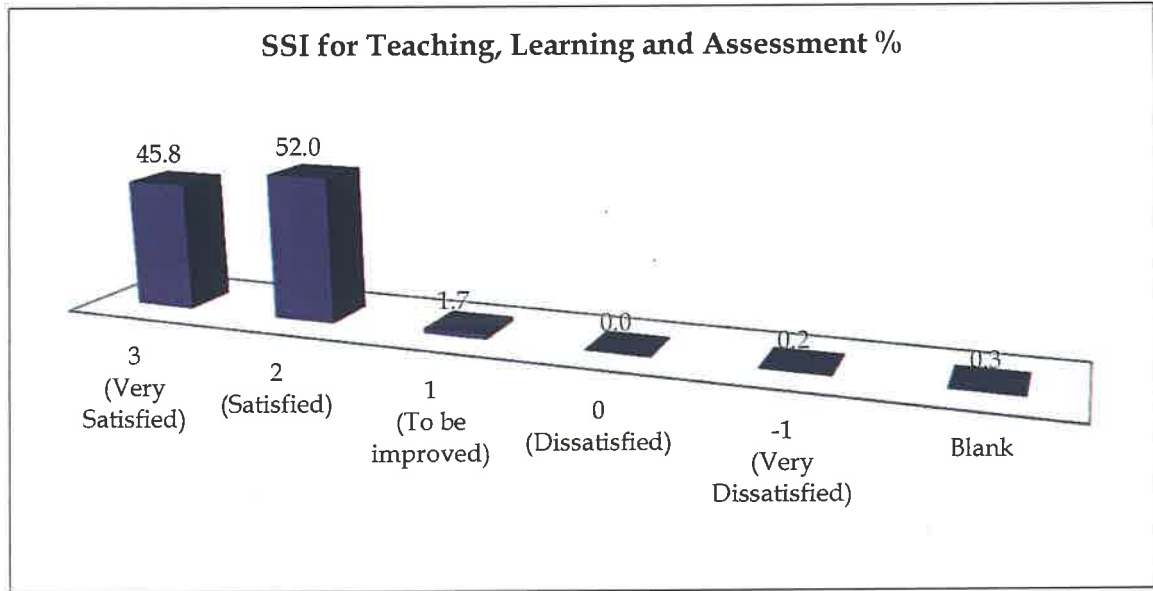 SSI for Teaching, Learning and Assessment %
45.8
52.0
1.7
0.0
0.2
0.3
3
(Very
Satisfied)
2
(Satisfied)
1
(To be
improved)
0
(Dissatisfied)
-1
(Very
Dissatisfied)
Blank